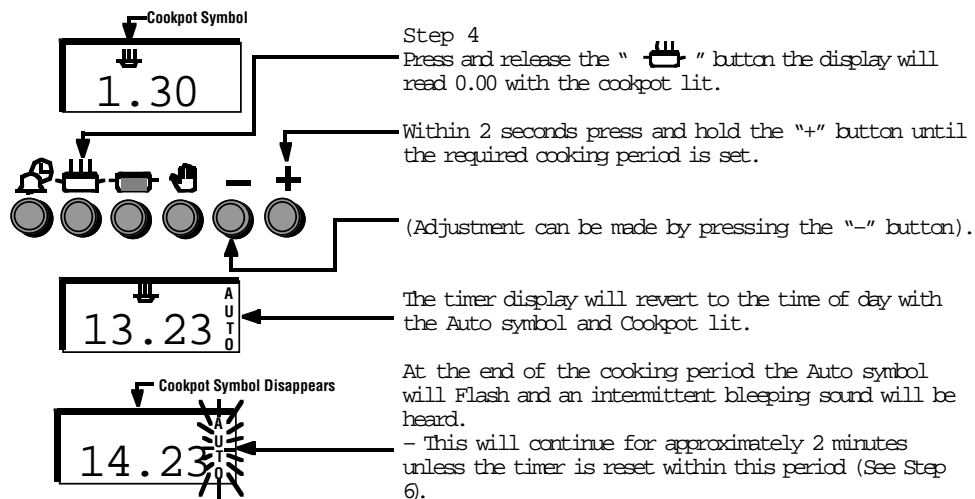 Cookpot Symbol
1.30
Step 4
Press and release the “ ” button the display will
read 0.00 with the cookpot lit.
Within 2 seconds press and hold the “+” button until
the required cooking period is set.
– +
(Adjustment can be made by pressing the “–” button).
13.23 AUTO
The timer display will revert to the time of day with
the Auto symbol and Cookpot lit.
Cookpot Symbol Disappears
14.23 AUTO
At the end of the cooking period the Auto symbol
will Flash and an intermittent bleeping sound will be
heard.
– This will continue for approximately 2 minutes
unless the timer is reset within this period (See Step
6).